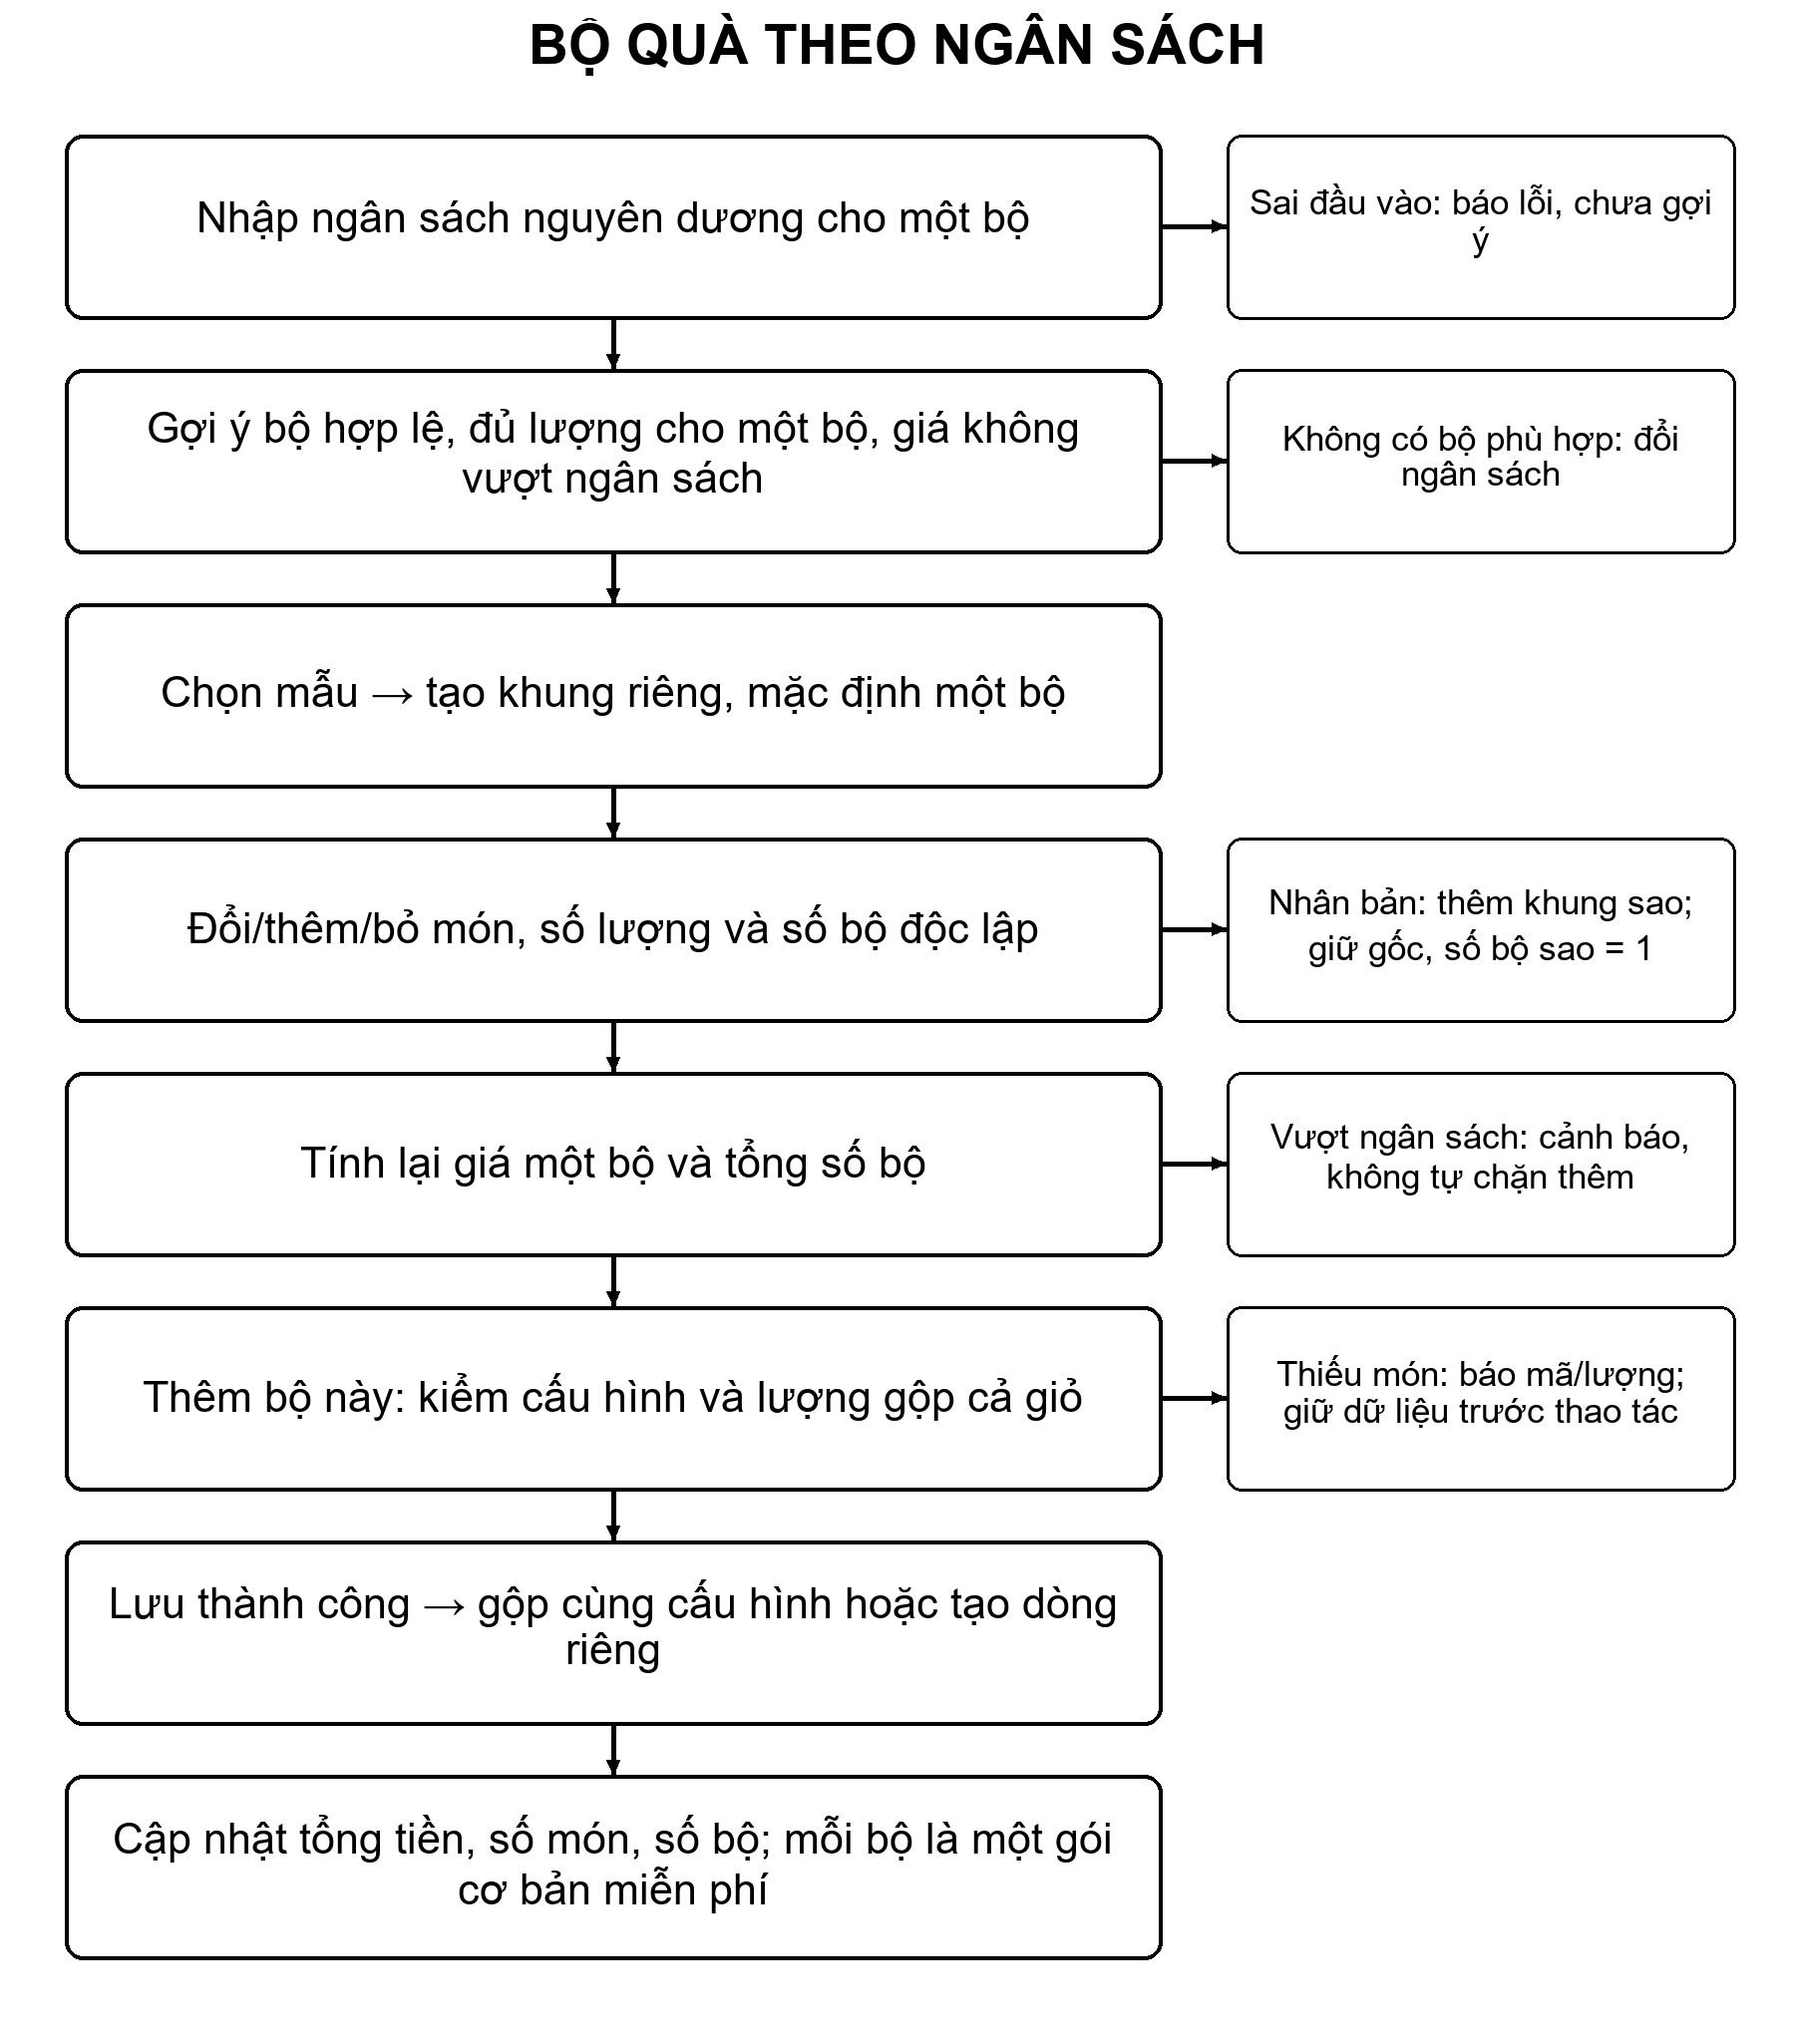 BỘ QUÀ THEO NGÂN SÁCH
Nhập ngân sách nguyên dương cho một bộ
Sai đầu vào: báo lỗi, chưa gợi
ý
Gợi ý bộ hợp lệ, đủ lượng cho một bộ, giá không
vượt ngân sách
Không có bộ phù hợp: đổi
ngân sách
Chọn mẫu → tạo khung riêng, mặc định một bộ
Đổi/thêm/bỏ món, số lượng và số bộ độc lập
Nhân bản: thêm khung sao;
giữ gốc, số bộ sao = 1
Tính lại giá một bộ và tổng số bộ
Vượt ngân sách: cảnh báo,
không tự chặn thêm
Thêm bộ này: kiểm cấu hình và lượng gộp cả giỏ
Thiếu món: báo mã/lượng;
giữ dữ liệu trước thao tác
Lưu thành công → gộp cùng cấu hình hoặc tạo dòng
riêng
Cập nhật tổng tiền, số món, số bộ; mỗi bộ là một gói
cơ bản miễn phí